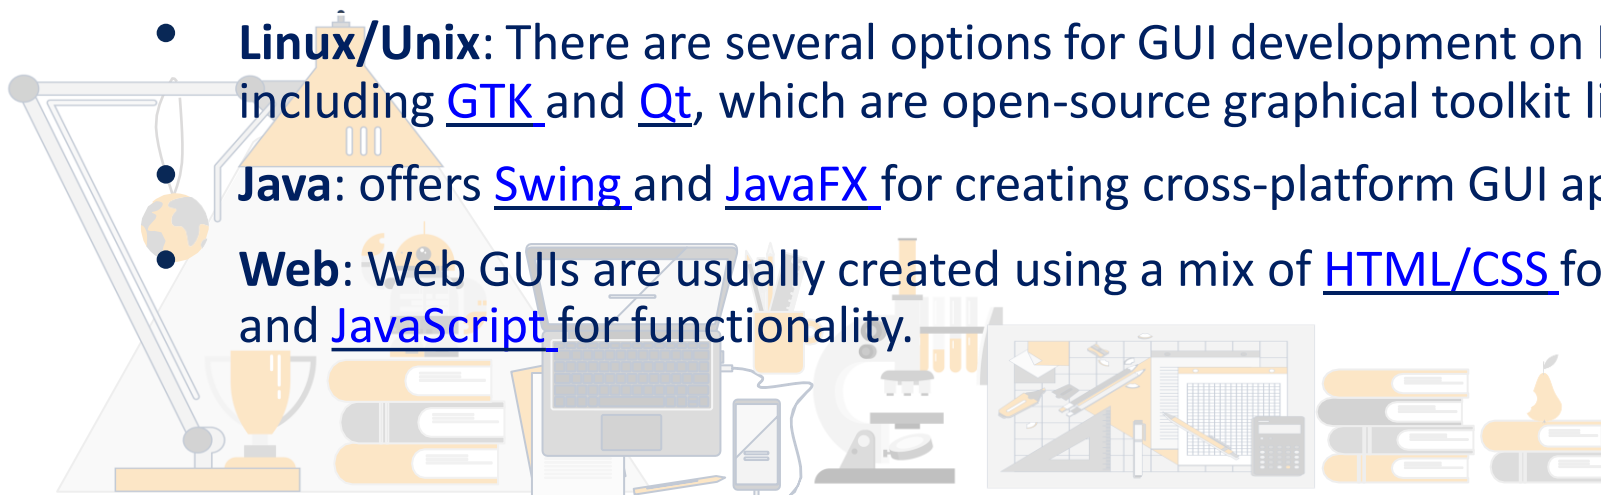 • Linux/Unix: There are several options for GUI development on
including GTK and Qt, which are open-source graphical toolkit
• Java: offers Swing and JavaFX for creating cross-platform GUI
• Web: Web GUIs are usually created using a mix of HTML/CSS
and JavaScript for functionality.